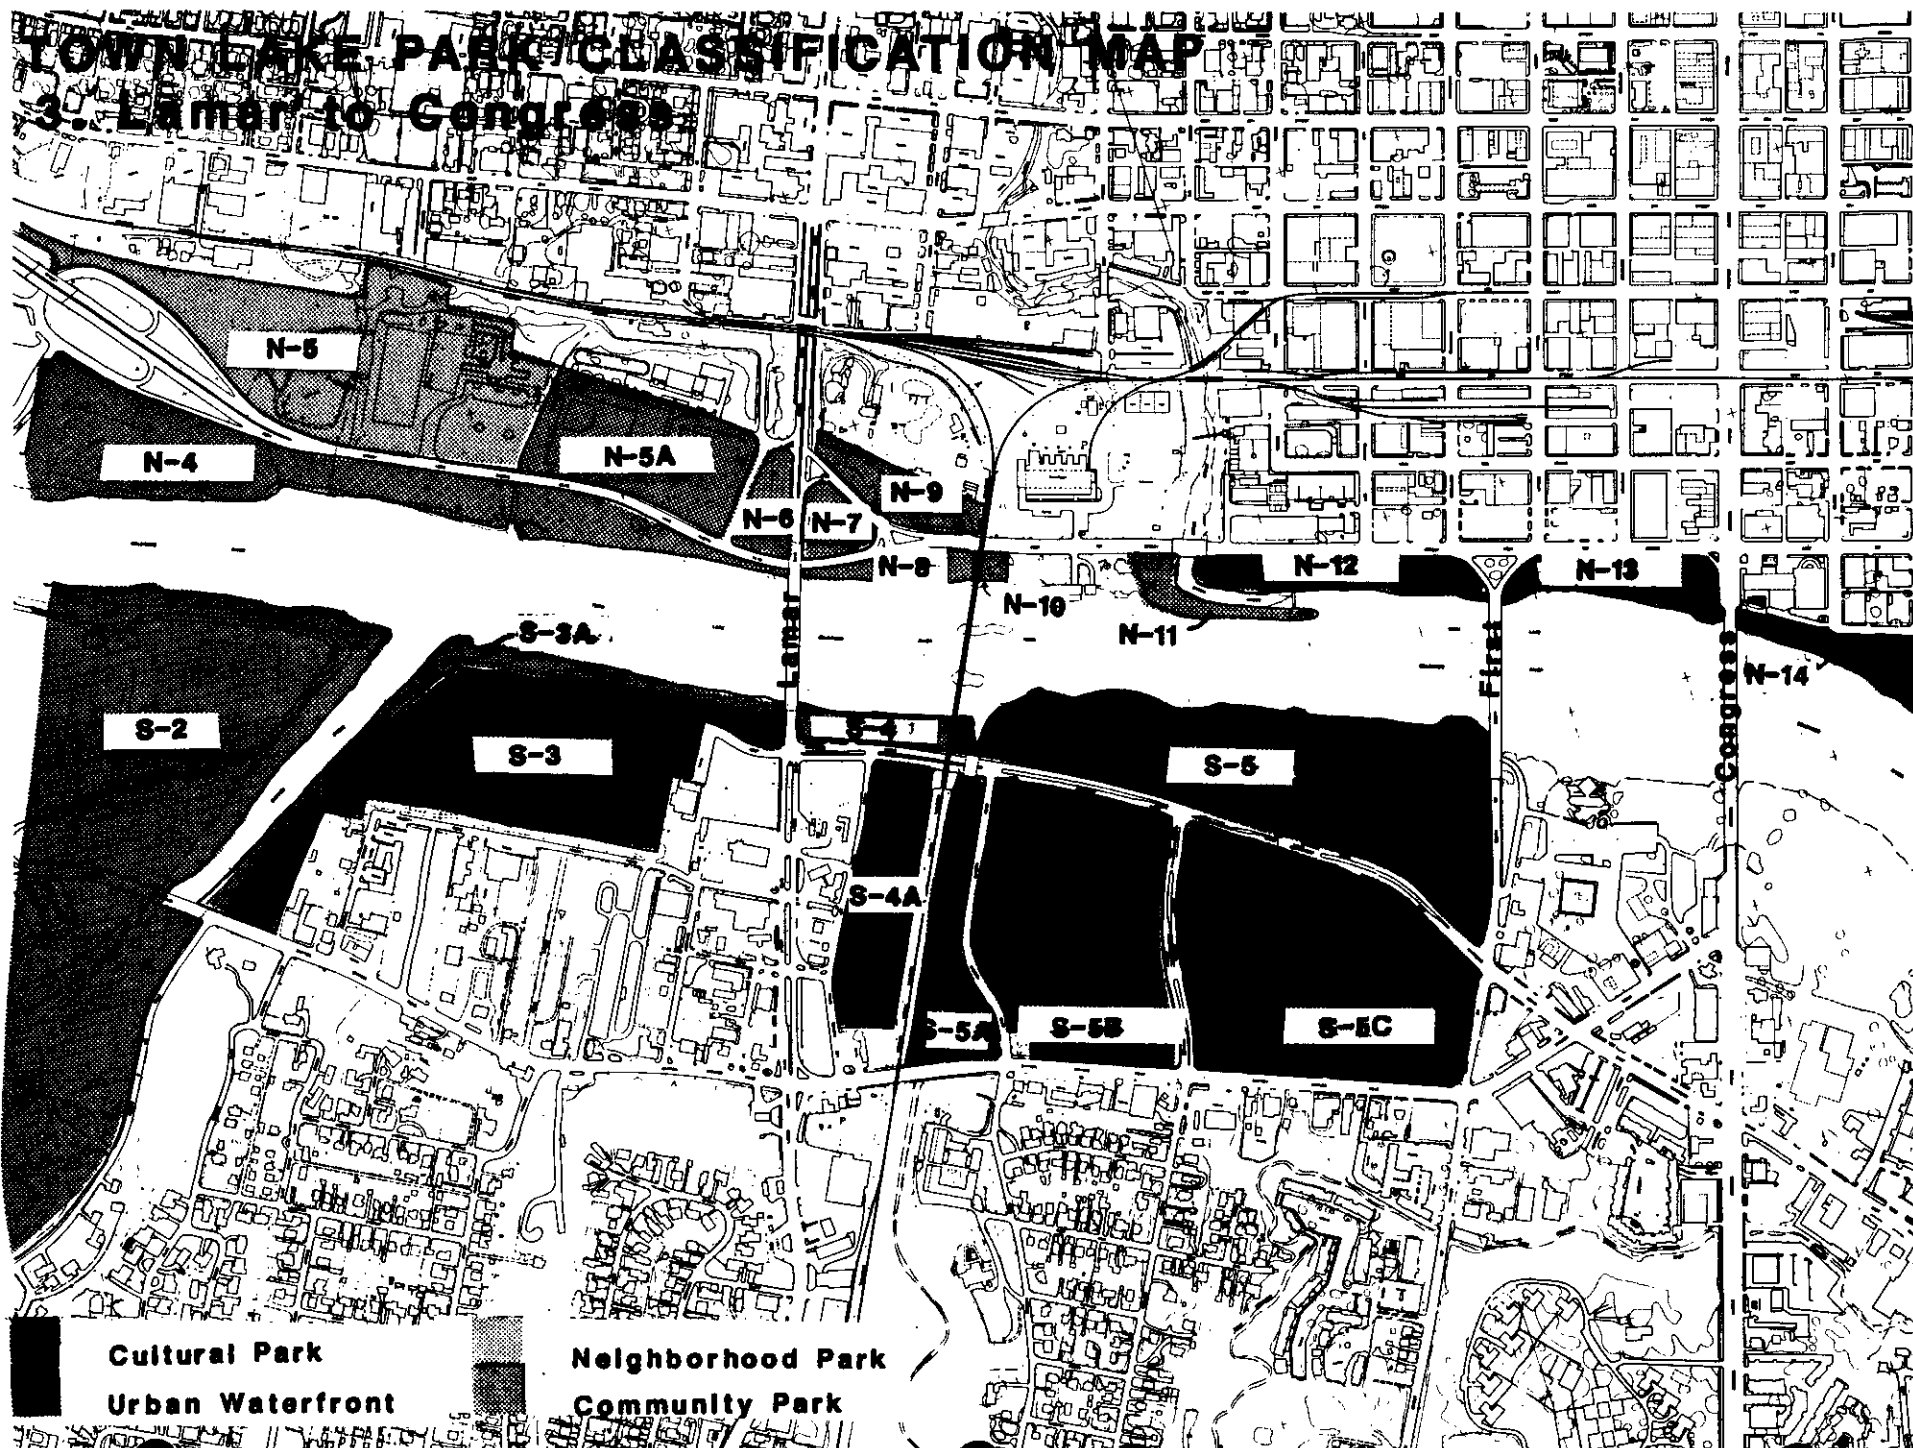 TOWN LAKE PARK CLASSIFICATION MAP
3. Lamar to Congress
N-5
N-4
N-5A
N-9
N-6
N-7
N-8
N-10
N-11
N-12
N-13
N-14
Lamar
First
Congress
S-3A
S-2
S-3
S-4
S-5
S-4A
S-5A
S-5B
S-5C
Cultural Park
Neighborhood Park
Urban Waterfront
Community Park